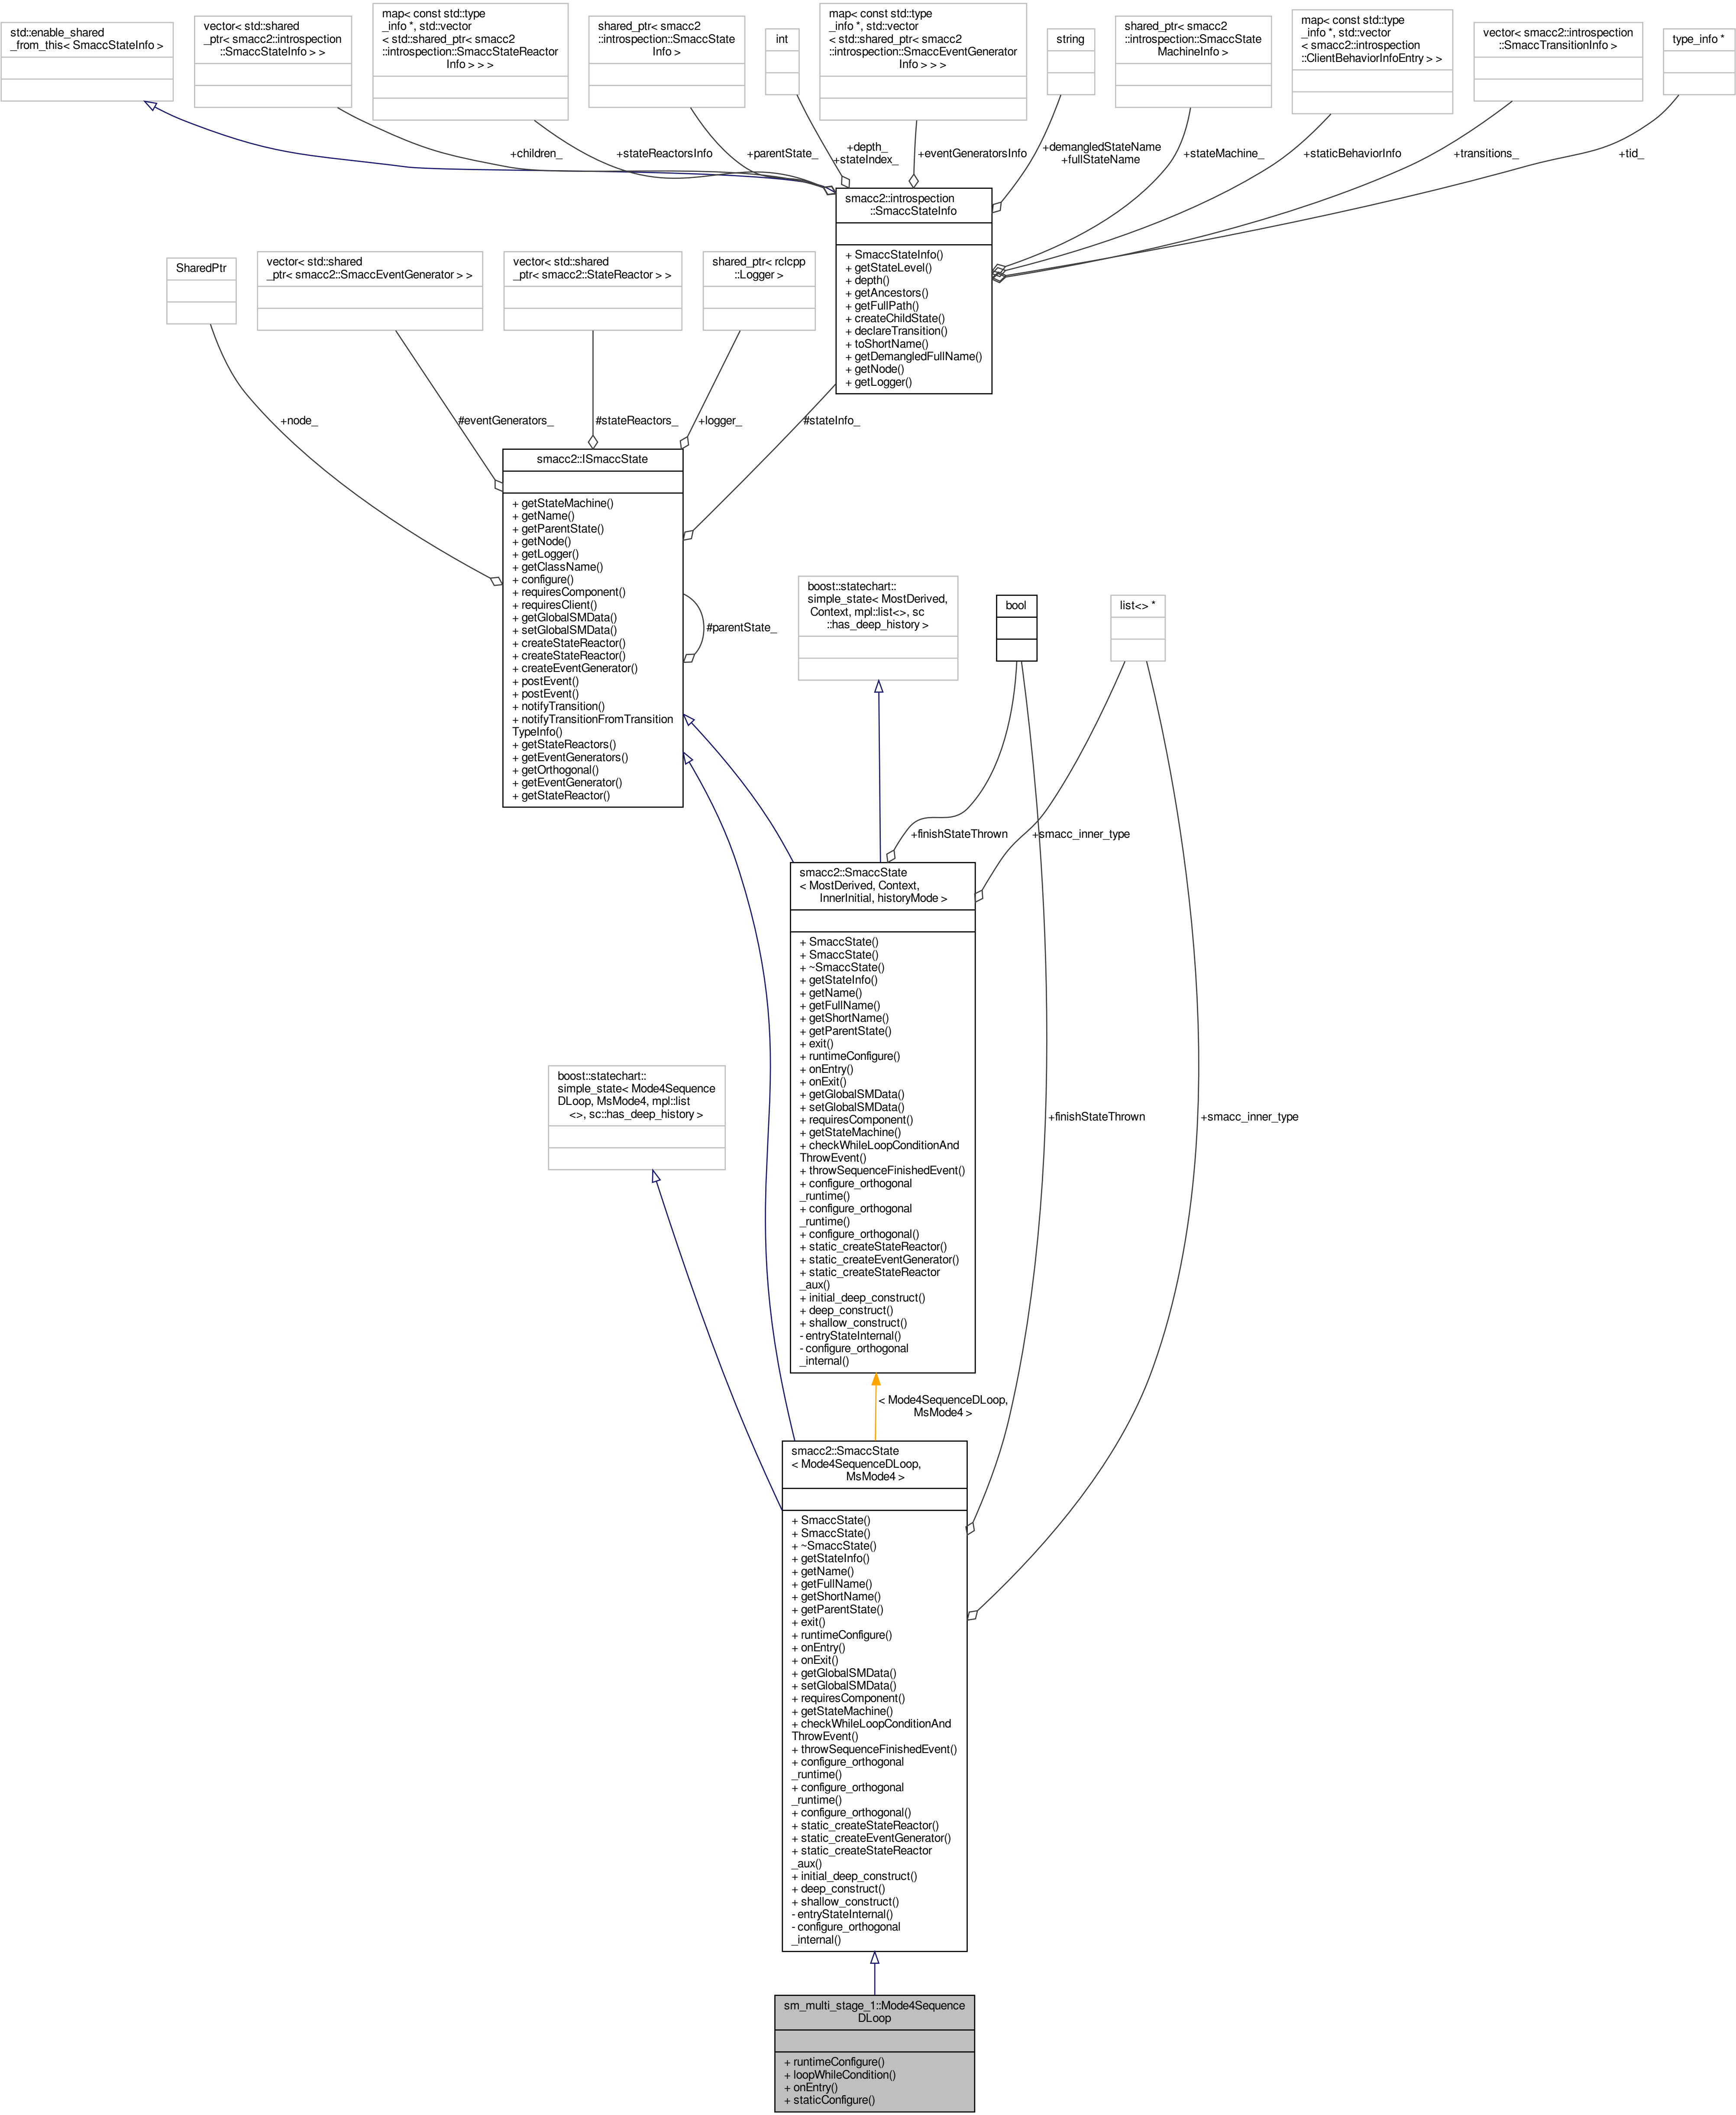 std::enable_shared
_from_this< SmaccStateInfo >
vector< std::shared
_ptr< smacc2::introspection
::SmaccStateInfo > >
map< const std::type
_info *, std::vector
< std::shared_ptr< smacc2
::introspection::SmaccStateReactor
Info > > >
shared_ptr< smacc2
::introspection::SmaccState
Info >
int
map< const std::type
_info *, std::vector
< std::shared_ptr< smacc2
::introspection::SmaccEventGenerator
Info > > >
string
shared_ptr< smacc2
::introspection::SmaccState
MachineInfo >
map< const std::type
_info *, std::vector
< smacc2::introspection
::ClientBehaviorInfoEntry > >
vector< smacc2::introspection
::SmaccTransitionInfo >
type_info *
+children_
+stateReactorsInfo
+parentState_
+depth_
+stateIndex_
+eventGeneratorsInfo
+demangledStateName
+fullStateName
+stateMachine_
+staticBehaviorInfo
+transitions_
+tid_
smacc2::introspection
::SmaccStateInfo
+ SmaccStateInfo()
+ getStateLevel()
+ depth()
+ getAncestors()
+ getFullPath()
+ createChildState()
+ declareTransition()
+ toShortName()
+ getDemangledFullName()
+ getNode()
+ getLogger()
SharedPtr
vector< std::shared
_ptr< smacc2::SmaccEventGenerator > >
vector< std::shared
_ptr< smacc2::StateReactor > >
shared_ptr< rclcpp
::Logger >
+node_
#eventGenerators_
#stateReactors_
+logger_
#stateInfo_
smacc2::ISmaccState
+ getStateMachine()
+ getName()
+ getParentState()
+ getNode()
+ getLogger()
+ getClassName()
+ configure()
+ requiresComponent()
+ requiresClient()
+ getGlobalSMData()
+ setGlobalSMData()
+ createStateReactor()
+ createStateReactor()
+ createEventGenerator()
+ postEvent()
+ postEvent()
+ notifyTransition()
+ notifyTransitionFromTransition
TypeInfo()
+ getStateReactors()
+ getEventGenerators()
+ getOrthogonal()
+ getEventGenerator()
+ getStateReactor()
#parentState_
boost::statechart::
simple_state< MostDerived,
Context, mpl::list<>, sc
::has_deep_history >
bool
list<> *
+finishStateThrown
+smacc_inner_type
smacc2::SmaccState
< MostDerived, Context,
InnerInitial, historyMode >
+ SmaccState()
+ SmaccState()
+ ~SmaccState()
+ getStateInfo()
+ getName()
+ getFullName()
+ getShortName()
+ getParentState()
+ exit()
+ runtimeConfigure()
+ onEntry()
+ onExit()
+ getGlobalSMData()
+ setGlobalSMData()
+ requiresComponent()
+ getStateMachine()
+ checkWhileLoopConditionAnd
ThrowEvent()
+ throwSequenceFinishedEvent()
+ configure_orthogonal
_runtime()
+ configure_orthogonal
_runtime()
+ configure_orthogonal()
+ static_createStateReactor()
+ static_createEventGenerator()
+ static_createStateReactor
_aux()
+ initial_deep_construct()
+ deep_construct()
+ shallow_construct()
- entryStateInternal()
- configure_orthogonal
_internal()
boost::statechart::
simple_state< Mode4Sequence
DLoop, MsMode4, mpl::list
<>, sc::has_deep_history >
+finishStateThrown
+smacc_inner_type
< Mode4SequenceDLoop,
MsMode4 >
smacc2::SmaccState
< Mode4SequenceDLoop,
MsMode4 >
+ SmaccState()
+ SmaccState()
+ ~SmaccState()
+ getStateInfo()
+ getName()
+ getFullName()
+ getShortName()
+ getParentState()
+ exit()
+ runtimeConfigure()
+ onEntry()
+ onExit()
+ getGlobalSMData()
+ setGlobalSMData()
+ requiresComponent()
+ getStateMachine()
+ checkWhileLoopConditionAnd
ThrowEvent()
+ throwSequenceFinishedEvent()
+ configure_orthogonal
_runtime()
+ configure_orthogonal
_runtime()
+ configure_orthogonal()
+ static_createStateReactor()
+ static_createEventGenerator()
+ static_createStateReactor
_aux()
+ initial_deep_construct()
+ deep_construct()
+ shallow_construct()
- entryStateInternal()
- configure_orthogonal
_internal()
sm_multi_stage_1::Mode4Sequence
DLoop
+ runtimeConfigure()
+ loopWhileCondition()
+ onEntry()
+ staticConfigure()